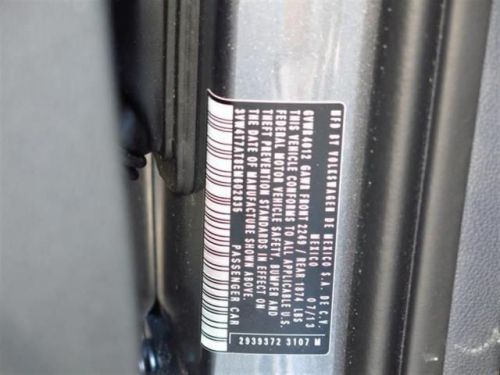 MFD BY VOLKSWAGEN DE MEXICO S.A. DE C.V.
MEXICO 07/13
GVWR 4012 GAWR FRONT 2249 / REAR 1874 LBS
THIS VEHICLE CONFORMS TO ALL APPLICABLE U.S.
FEDERAL MOTOR VEHICLE SAFETY, BUMPER AND
THEFT PREVENTION STANDARDS IN EFFECT ON
THE DATE OF MANUFACTURE SHOWN ABOVE.
PASSENGER CAR
2939372 3107 M